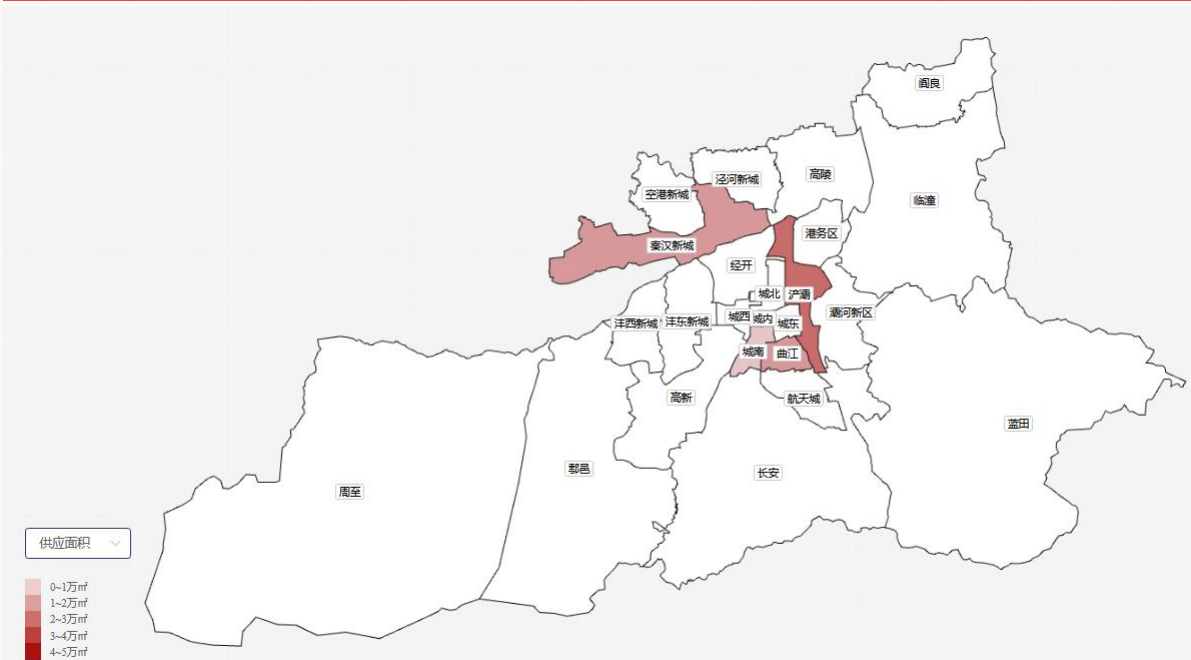 阎良
泾河新城
高陵
空港新城
临潼
港务区
秦汉新城
经开
城北
浐灞
灞河新区
沣西新城
沣东新城
城西
城内
城东
城南
曲江
高新
航天城
蓝田
鄠邑
长安
周至
供应面积
0~1万㎡
1~2万㎡
2~3万㎡
3~4万㎡
4~5万㎡